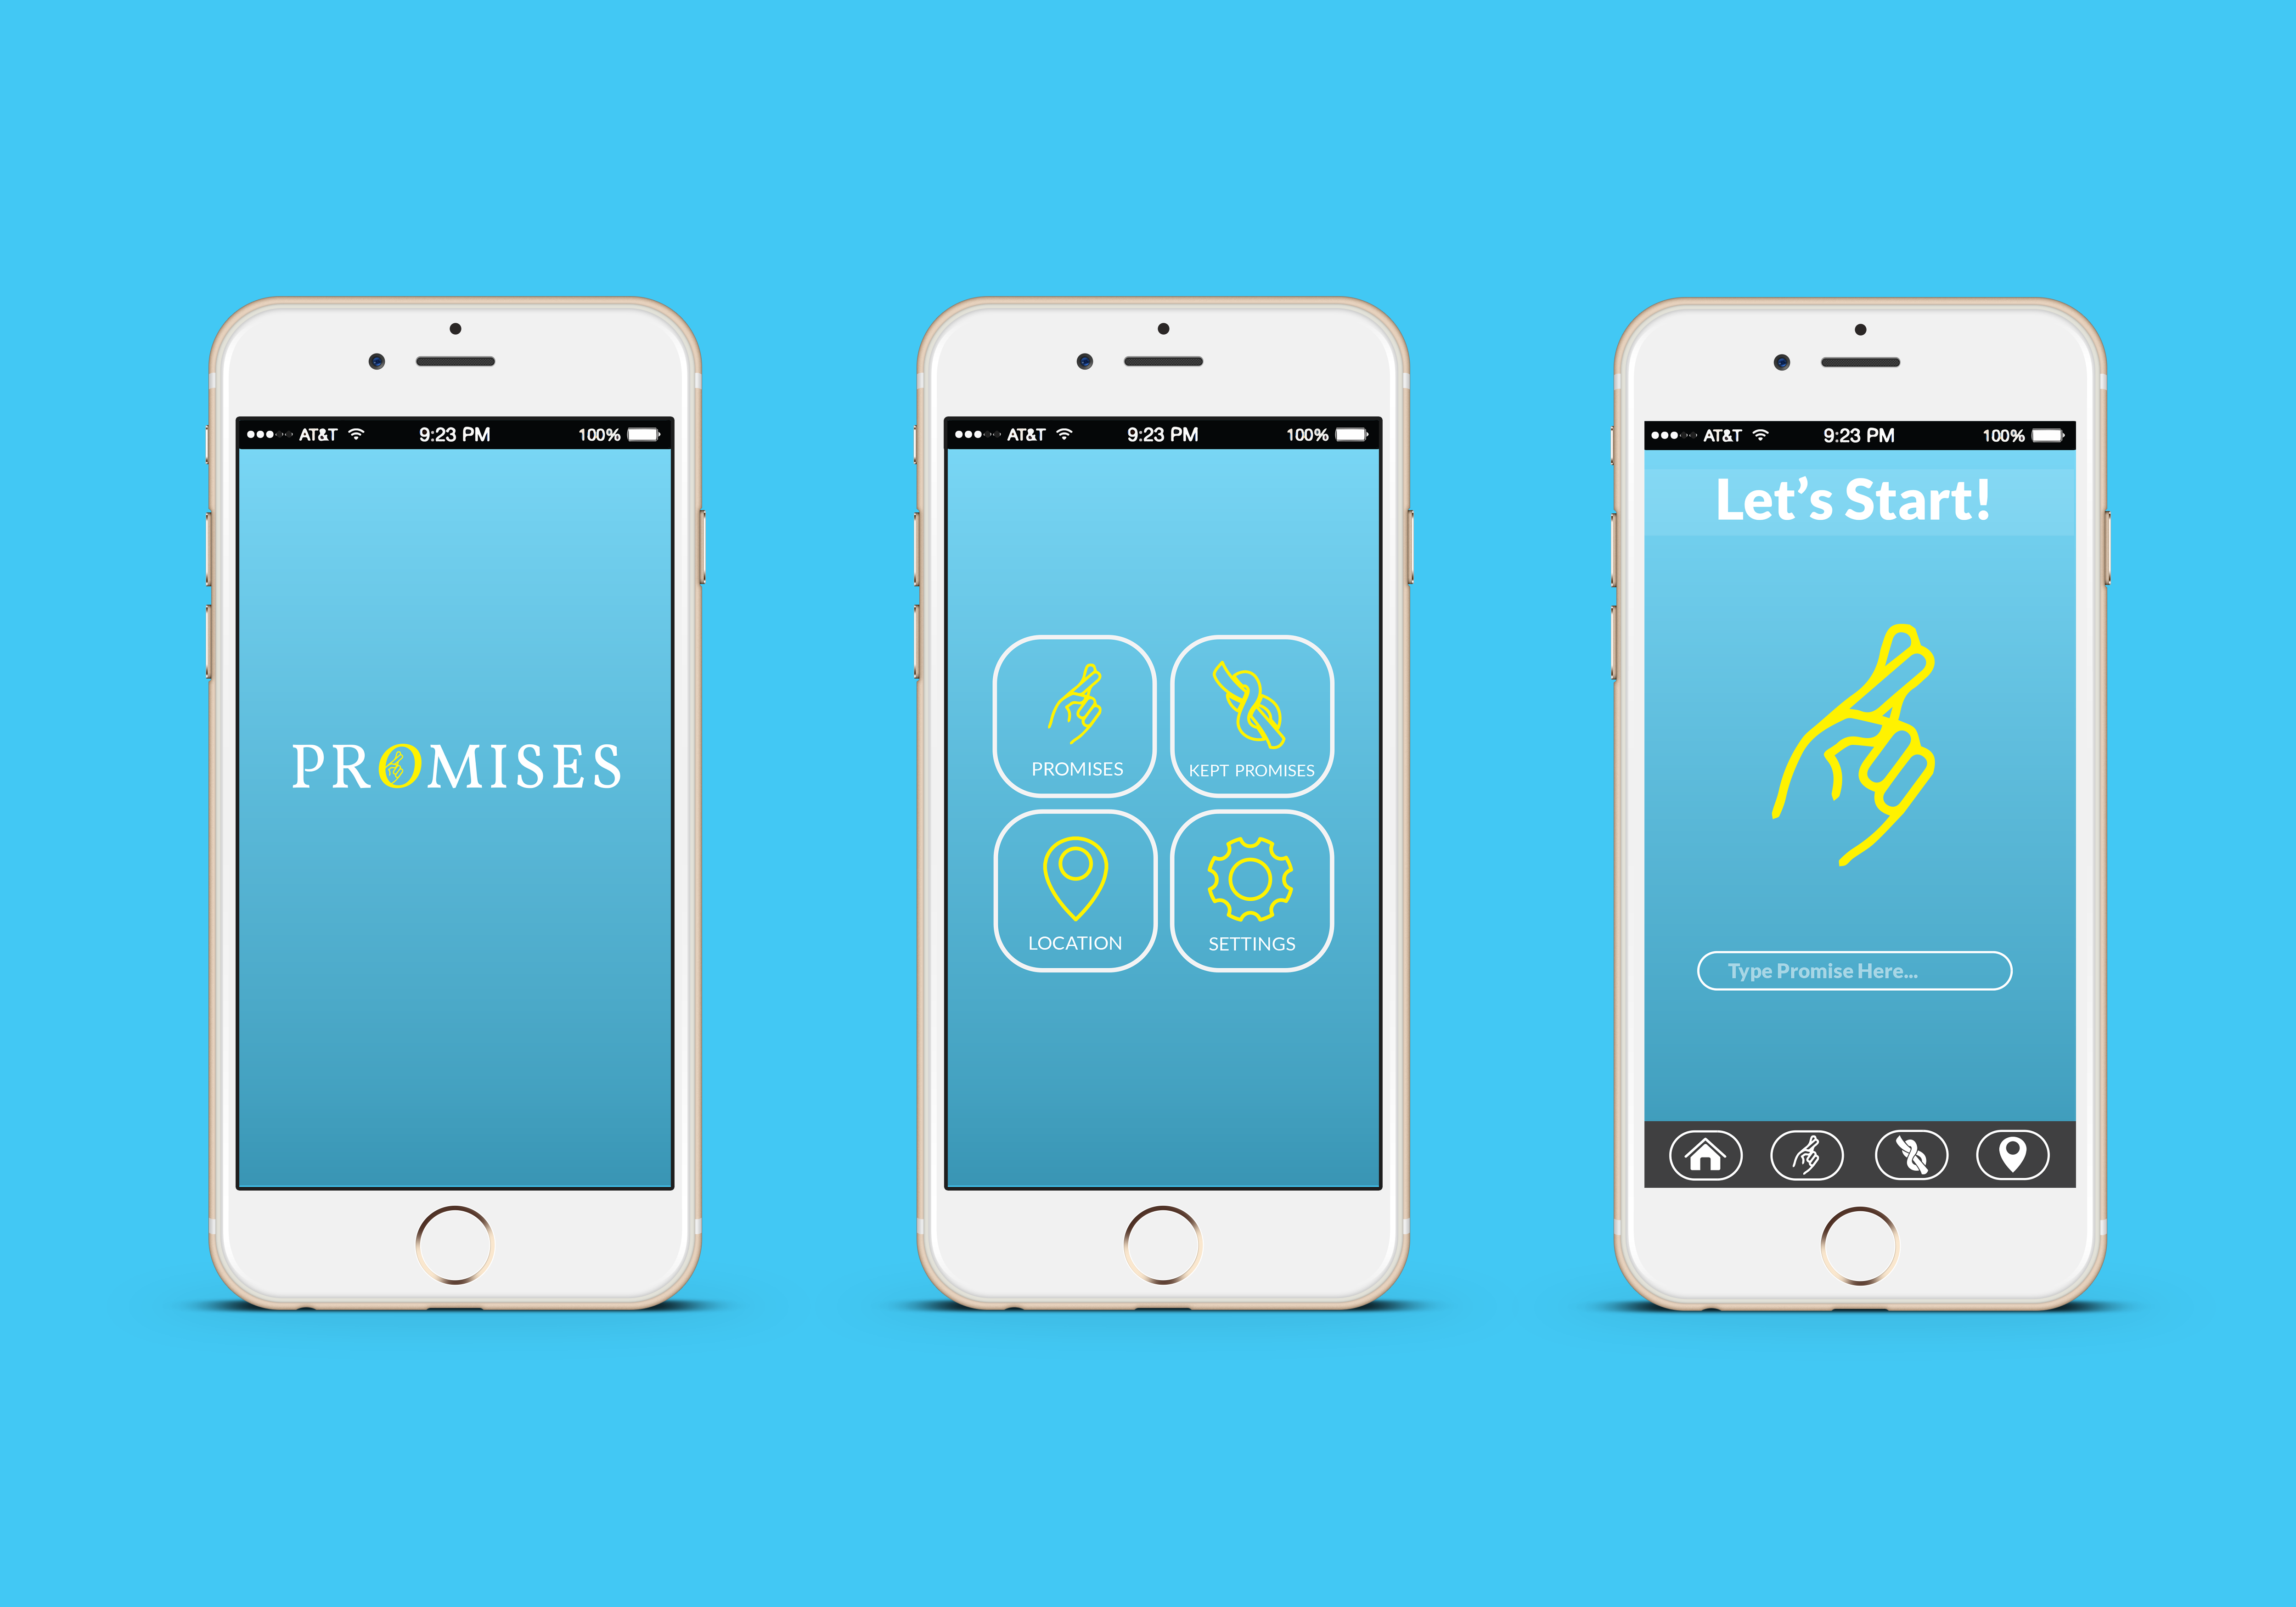 AT&T 9:23 PM 100%
PROMISES
AT&T 9:23 PM 100%
PROMISES
KEPT PROMISES
LOCATION
SETTINGS
AT&T 9:23 PM 100%
Let’s Start!
Type Promise Here...